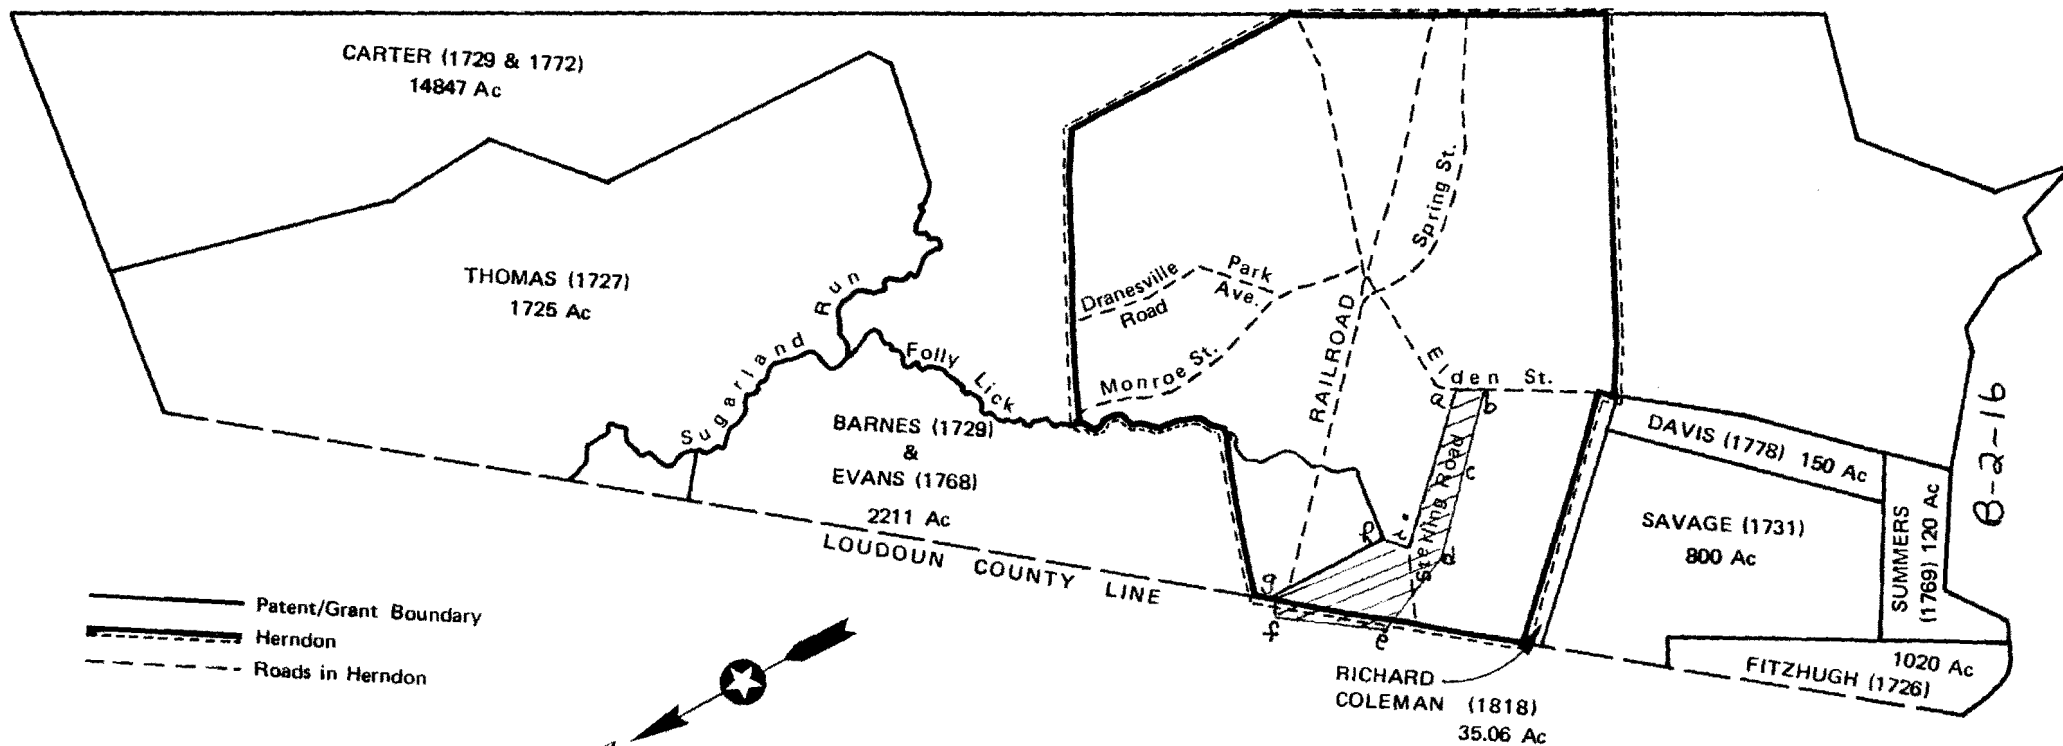 CARTER (1729 & 1772)
14847 Ac
THOMAS (1727)
1725 Ac
Sugarland Run
Folly Lick
BARNES (1729)
&
EVANS (1768)
2211 Ac
LOUDOUN COUNTY LINE
Dranesville
Road
Park
Ave.
Monroe St.
RAILROAD
Spring St.
Elden St.
Sterling Road
a
b
c
d
e
f
g
DAVIS (1778) 150 Ac
SAVAGE (1731)
800 Ac
SUMMERS
(1769) 120 Ac
1020 Ac
FITZHUGH (1726)
B-2-16
RICHARD
COLEMAN (1818)
35.06 Ac
Patent/Grant Boundary
Herndon
Roads in Herndon